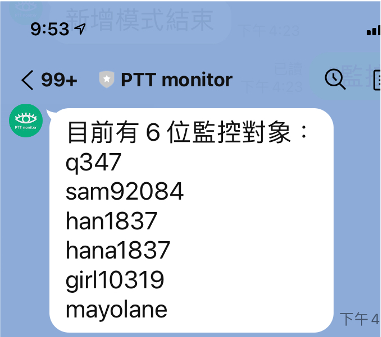 新增模式結束
9:53
99+
PTT monitor
PTT monitor
目前有 6 位監控對象：
q347
sam92084
han1837
hana1837
girl10319
mayolane
下午4